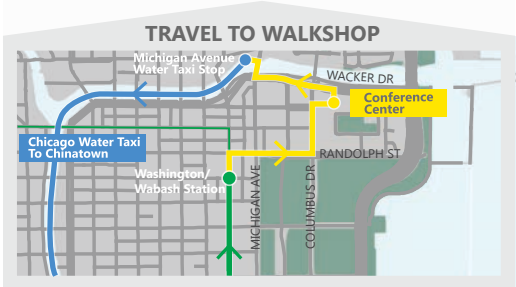 TRAVEL TO WALKSHOP
Michigan Avenue
Water Taxi Stop
WACKER DR
Conference
Center
Chicago Water Taxi
To Chinatown
RANDOLPH ST
Washington/
Wabash Station
MICHIGAN AVE
COLUMBUS DR